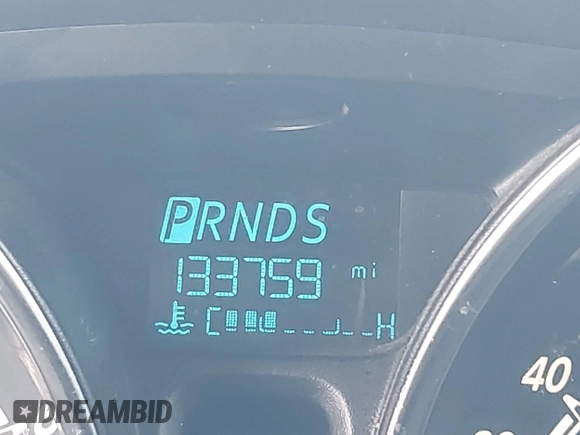 PRNDS
133759 mi
C H
40
DREAMBID